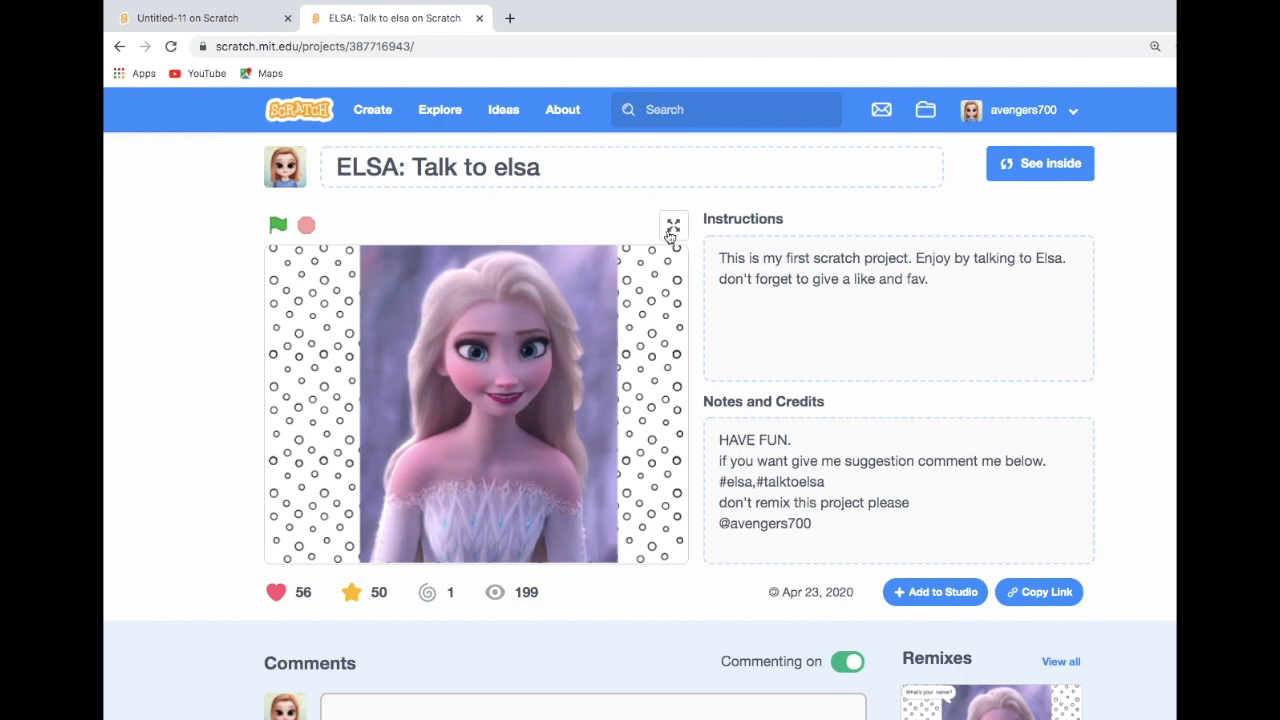 Untitled-11 on Scratch
ELSA: Talk to elsa on Scratch
scratch.mit.edu/projects/387716943/
Apps YouTube Maps
SCRATCH Create Explore Ideas About Search avengers700
ELSA: Talk to elsa
See inside
Instructions
This is my first scratch project. Enjoy by talking to Elsa.
don't forget to give a like and fav.
Notes and Credits
HAVE FUN.
if you want give me suggestion comment me below.
#elsa,#talktoelsa
don't remix this project please
@avengers700
56 50 1 199
© Apr 23, 2020
Add to Studio
Copy Link
Comments
Commenting on
Remixes
View all
What's your name?